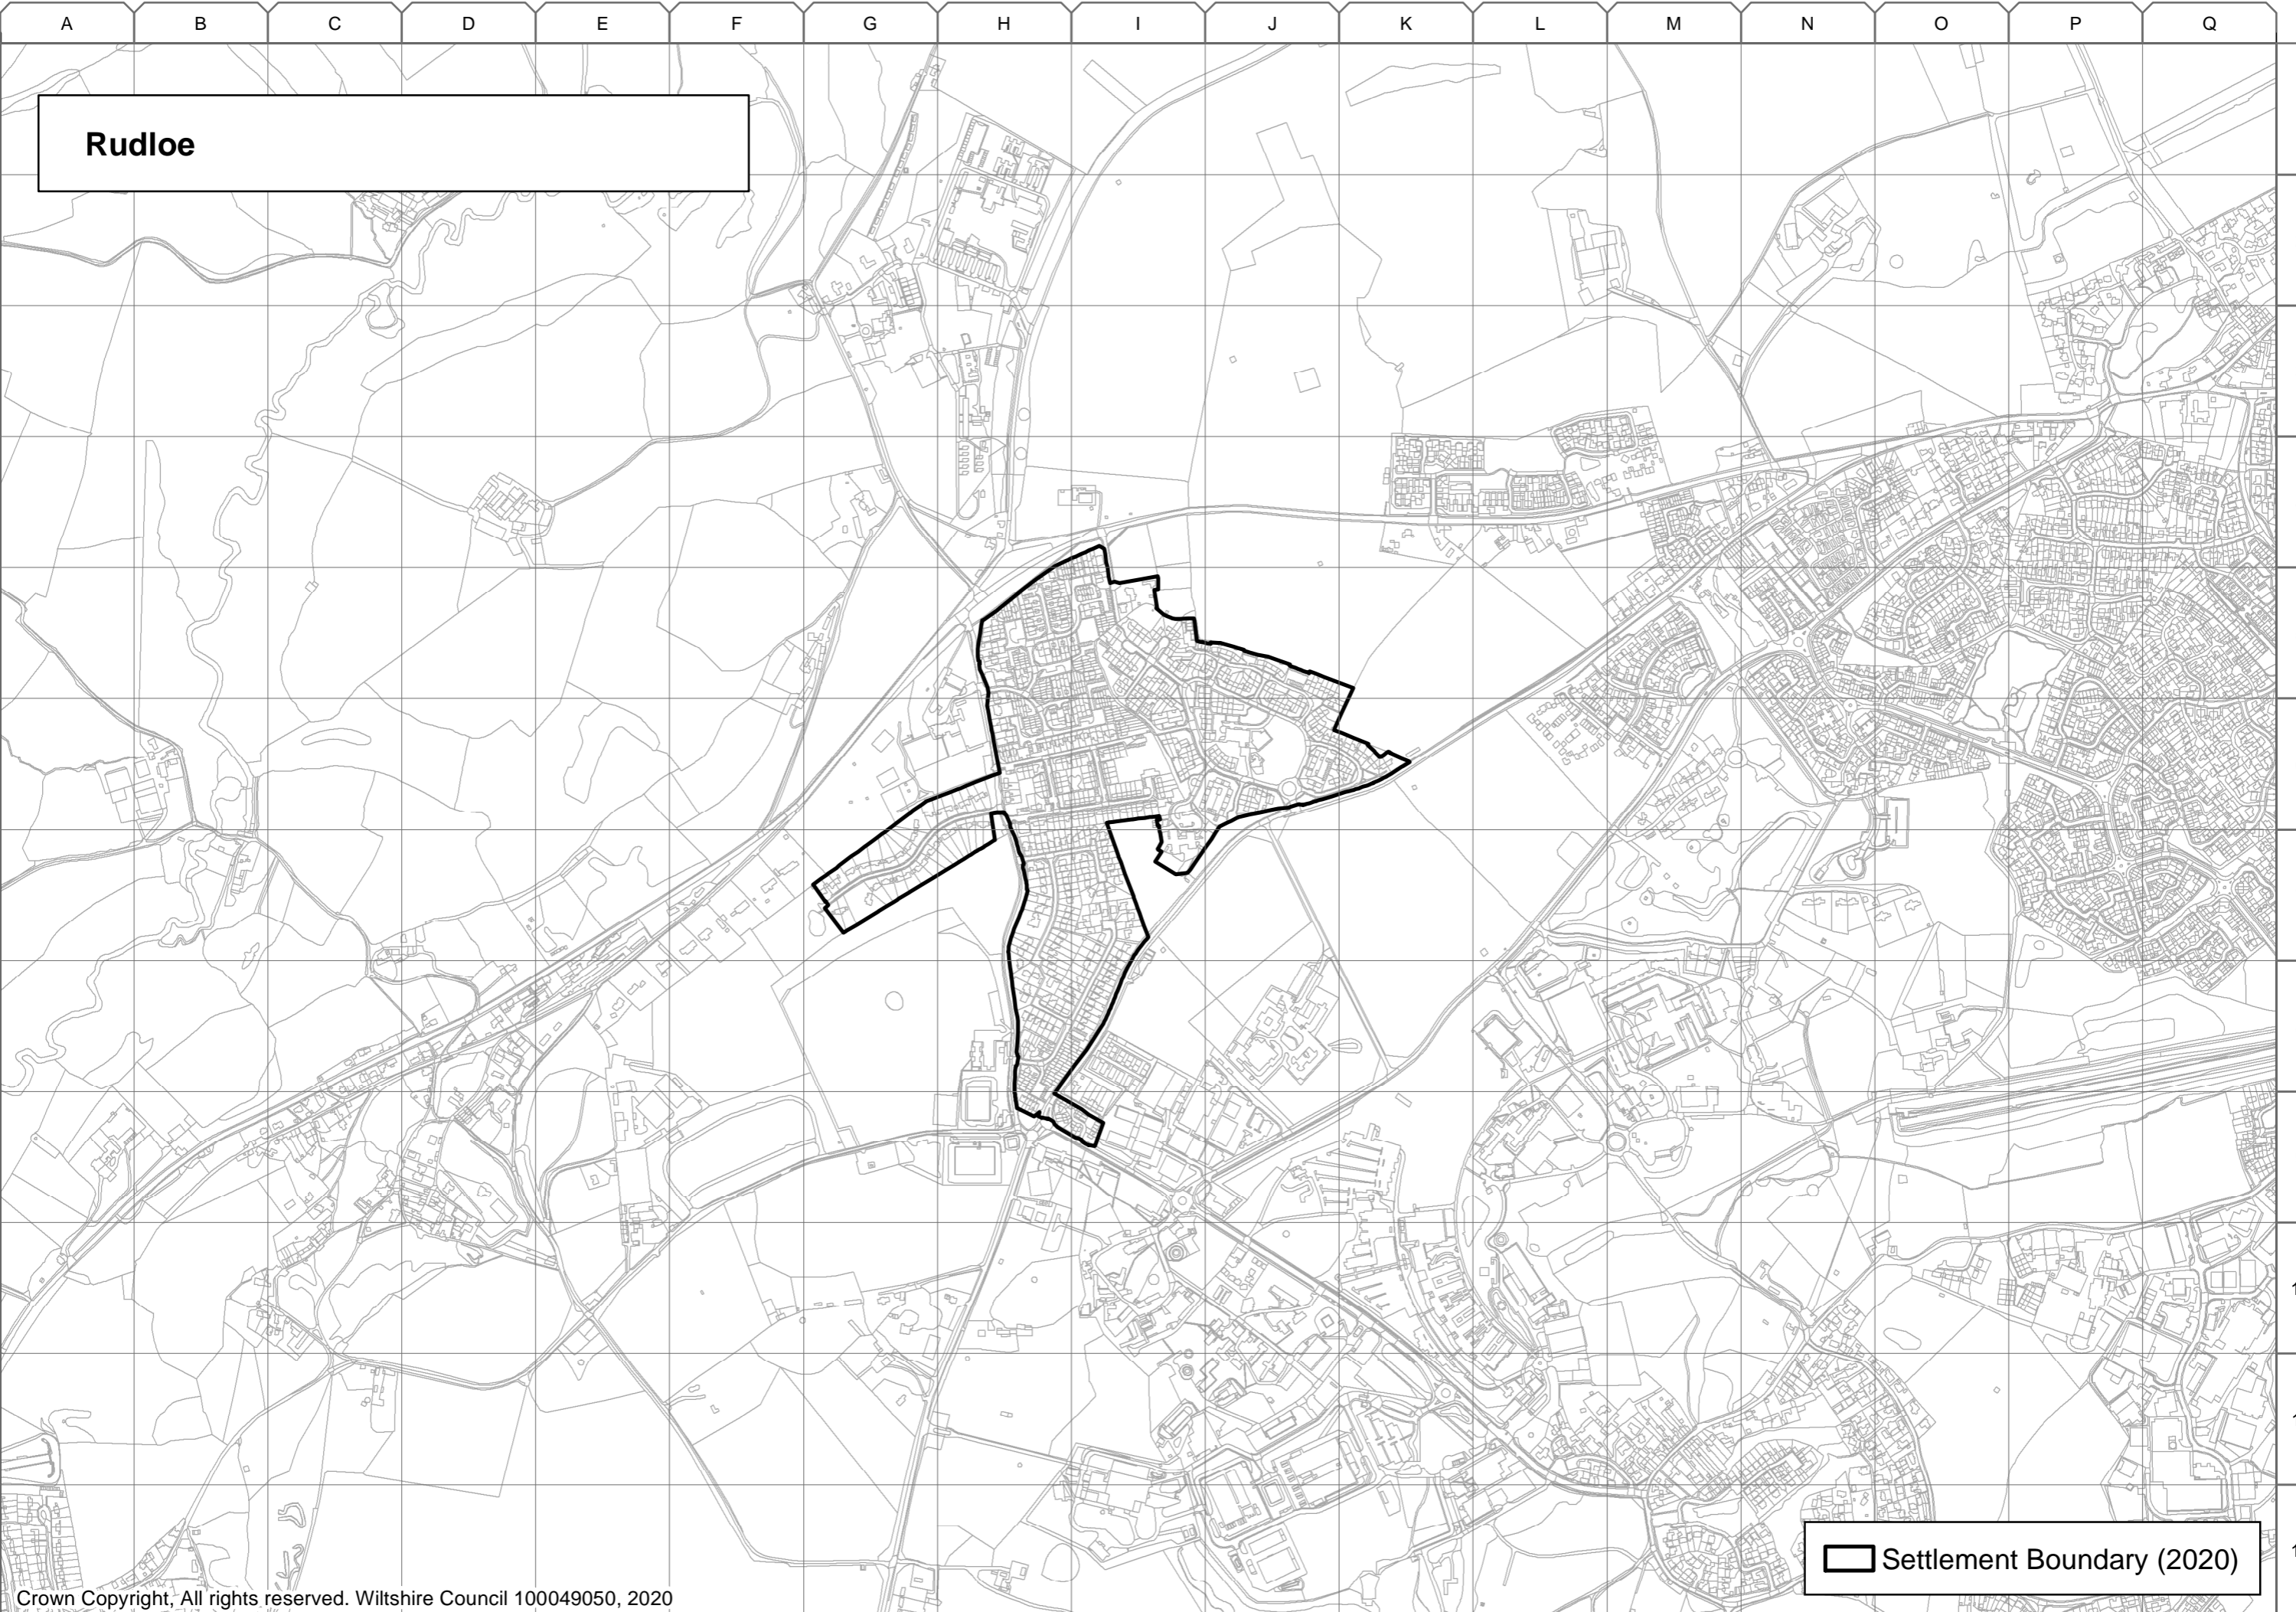 A B C D E F G H I J K L M N O P Q
Rudloe
Settlement Boundary (2020)
Crown Copyright, All rights reserved. Wiltshire Council 100049050, 2020